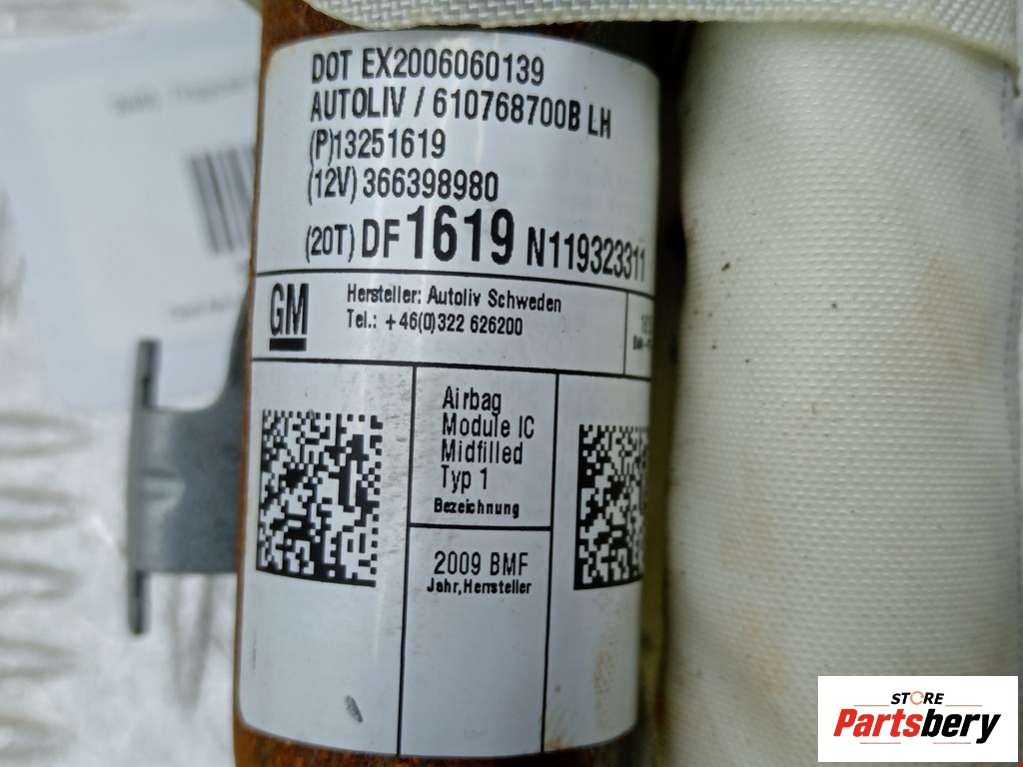 DOT EX2006060139
AUTOLIV / 610768700B LH
(P)13251619
(12V) 366398980
(20T) DF1619 N119323311
GM
Hersteller: Autoliv Schweden
Tel.: +46(0)322 626200
Airbag
Module IC
Midfilled
Typ 1
Bezeichnung
2009 BMF
Jahr, Herrsteller
STORE
Partsbery